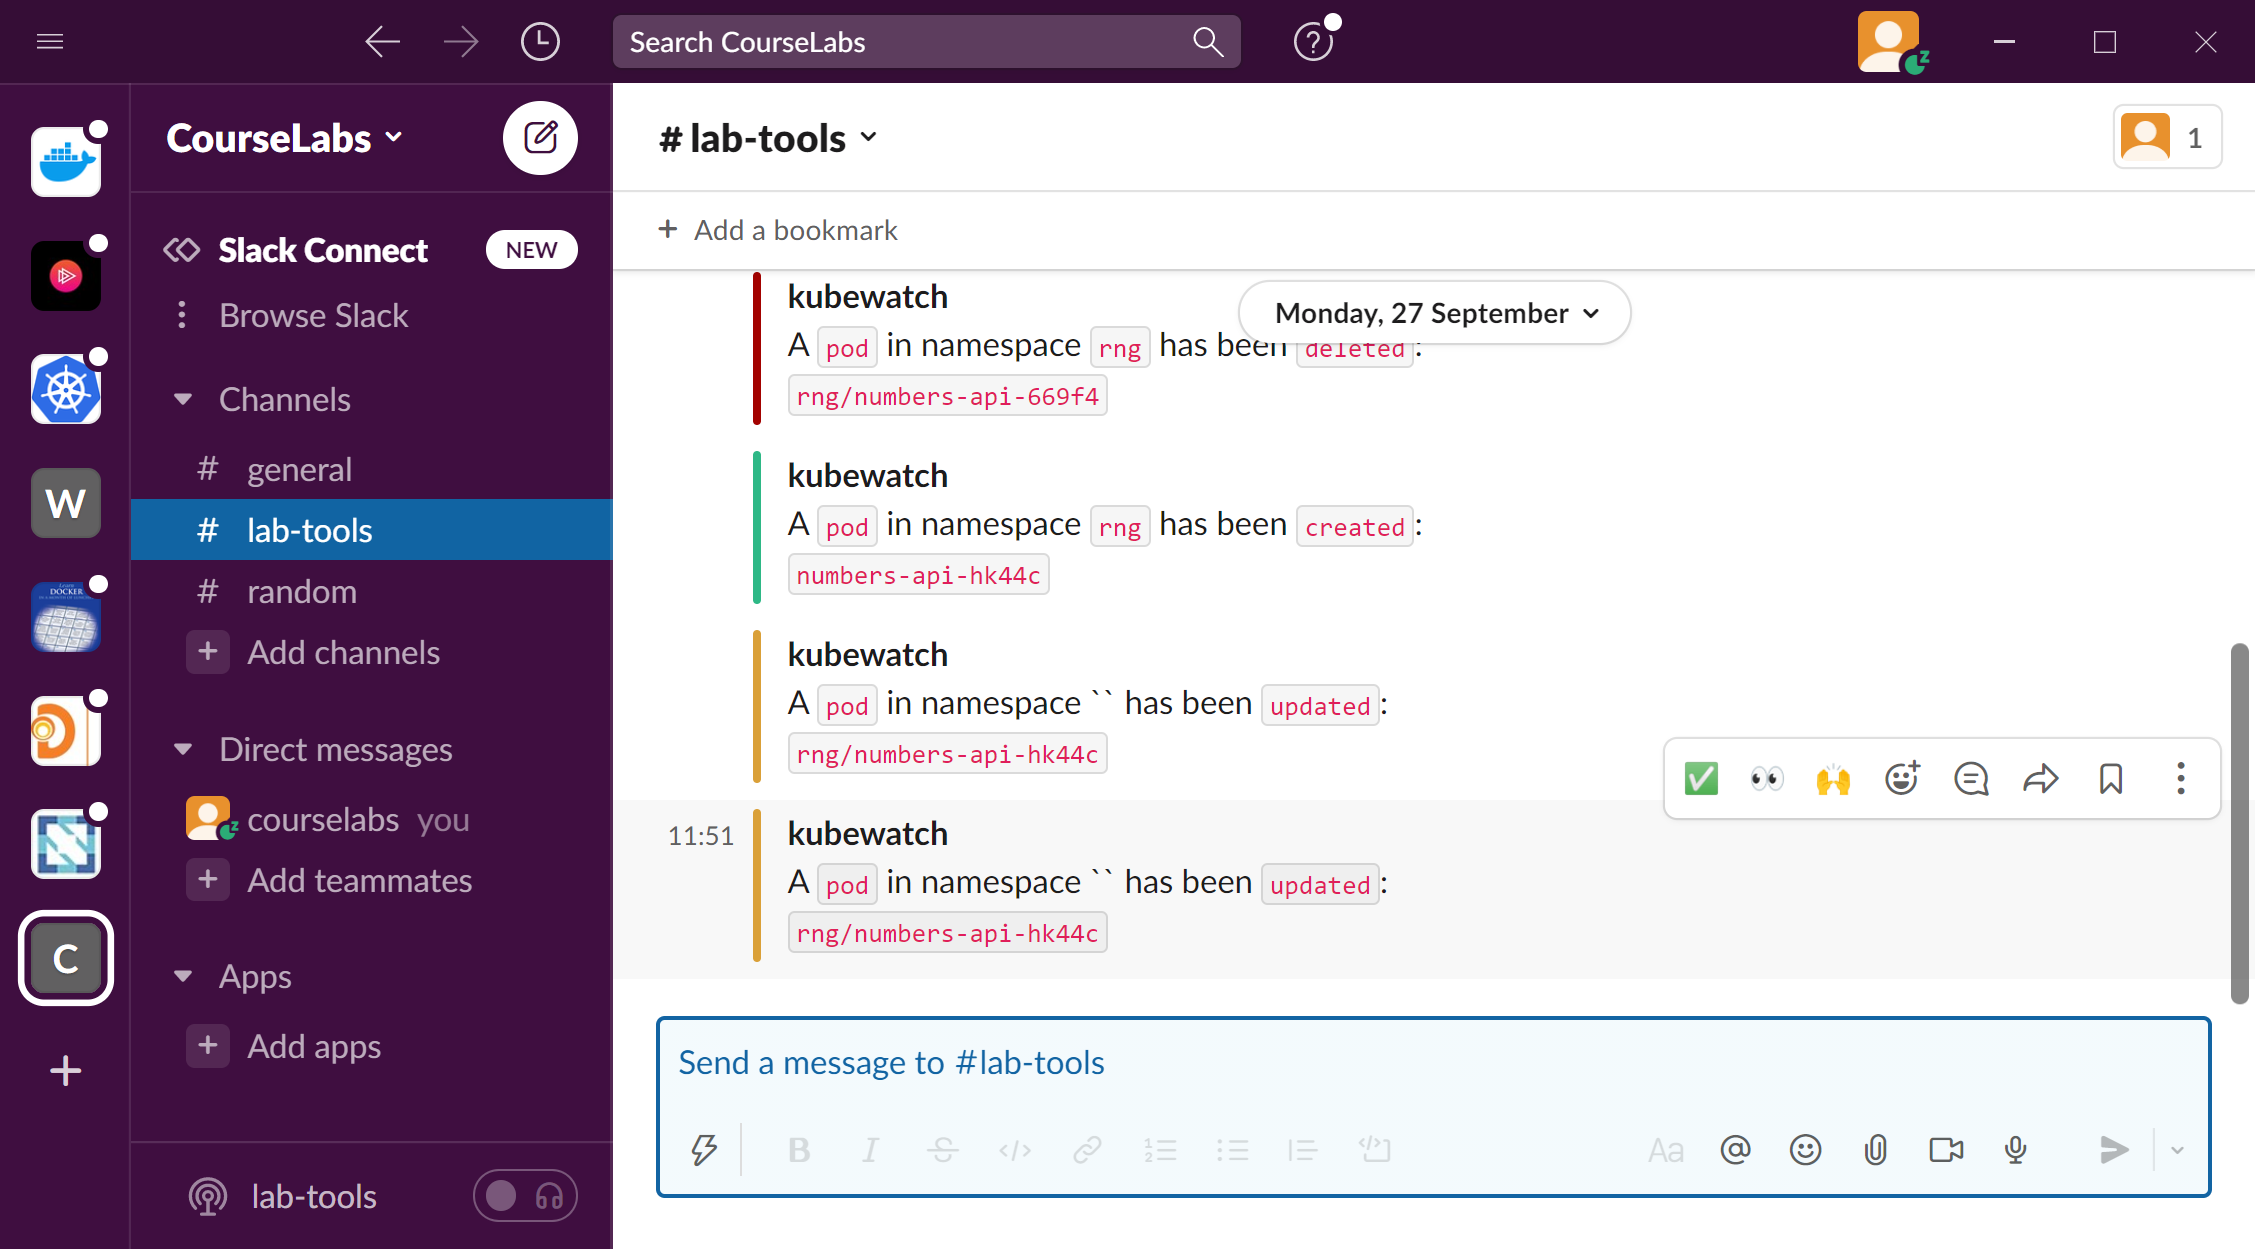 Search CourseLabs
CourseLabs
W
DOCKER
C
Slack Connect
NEW
Browse Slack
Channels
# general
# lab-tools
# random
+ Add channels
Direct messages
courselabs you
+ Add teammates
Apps
+ Add apps
lab-tools
# lab-tools
1
+ Add a bookmark
Monday, 27 September
kubewatch
A pod in namespace rng has been deleted:
rng/numbers-api-669f4
kubewatch
A pod in namespace rng has been created:
numbers-api-hk44c
kubewatch
A pod in namespace `` has been updated:
rng/numbers-api-hk44c
11:51
kubewatch
A pod in namespace `` has been updated:
rng/numbers-api-hk44c
Send a message to #lab-tools
B I S </> Aa @